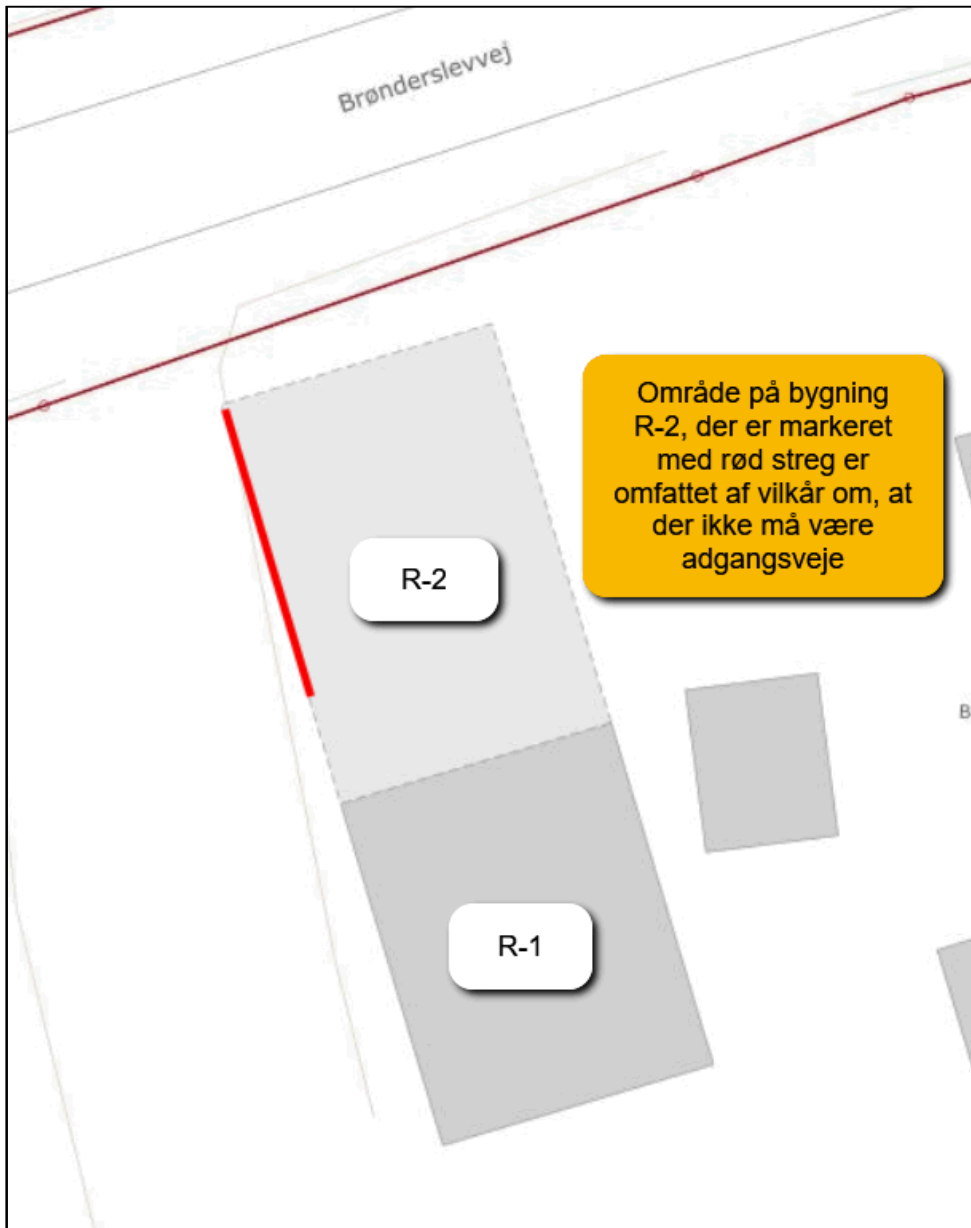 Brønderslevvej
Område på bygning
R-2, der er markeret
med rød streg er
omfattet af vilkår om, at
der ikke må være
adgangsveje
R-2
B
R-1